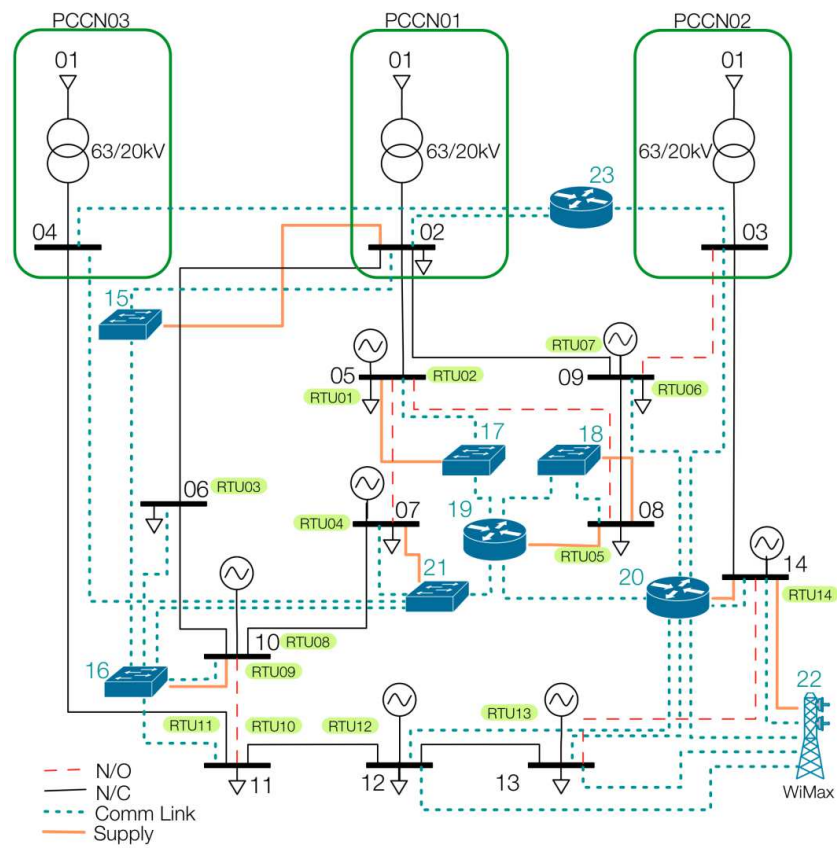 PCCN03
PCCN01
PCCN02
01
01
01
63/20kV
63/20kV
63/20kV
23
04
02
03
15
RTU07
05
RTU02
09
RTU01
RTU06
17
18
06
RTU03
07
RTU04
19
08
RTU05
14
20
21
RTU14
10
RTU08
16
RTU09
22
RTU11
RTU10
RTU12
RTU13
11
12
13
WiMax
N/O
N/C
Comm Link
Supply